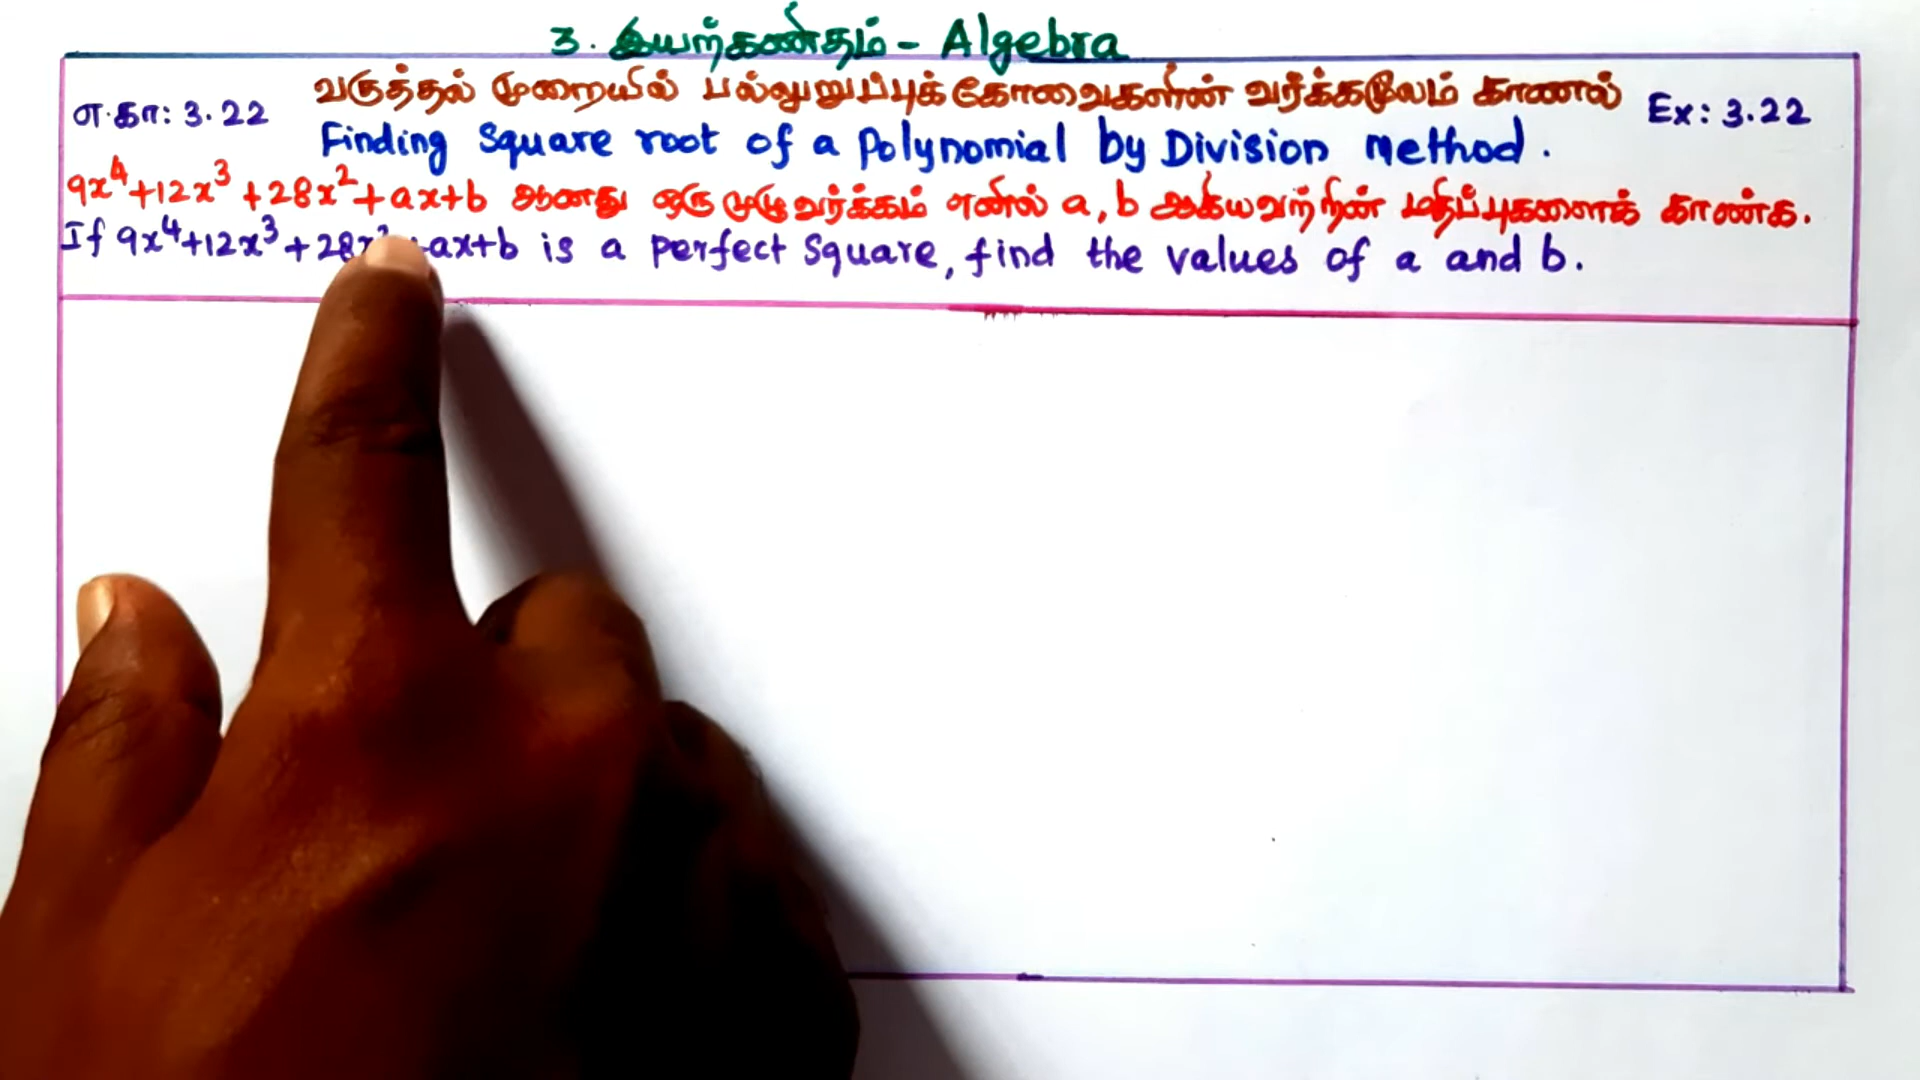 3. இயற்கணிதம் - Algebra
எ.கா: 3.22
வகுத்தல் முறையில் பல்லுறுப்புக்கோவைகளின் வர்க்கமூலம் காணல்
Ex: 3.22
Finding Square root of a Polynomial by Division method.
9x⁴+12x³+28x²+ax+b ஆனது ஒரு முழு வர்க்கம் எனில் a, b ஆகியவற்றின் மதிப்புகளைக் காண்க.
If 9x⁴+12x³+28x² +ax+b is a perfect Square, find the values of a and b.